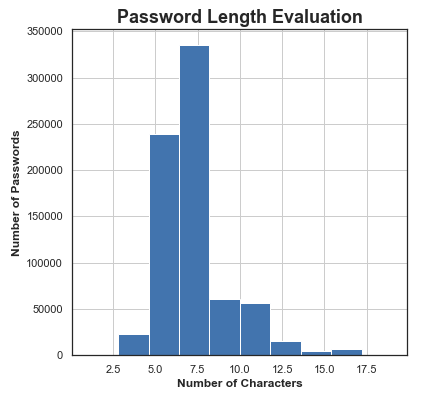 Password Length Evaluation
350000
300000
250000
200000
150000
100000
50000
0
Number of Passwords
2.5 5.0 7.5 10.0 12.5 15.0 17.5
Number of Characters